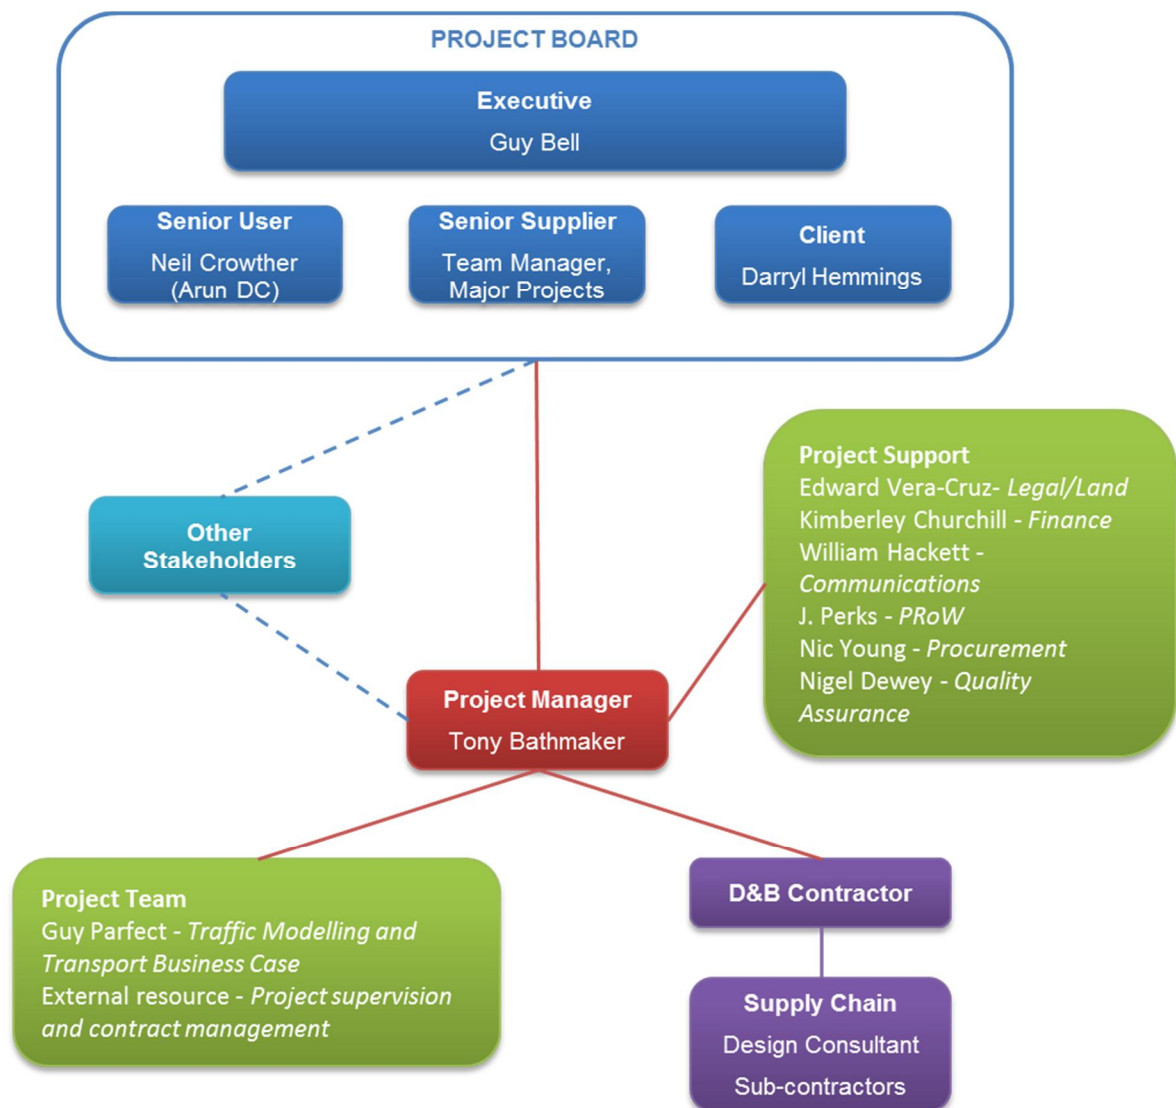 PROJECT BOARD
Executive
Guy Bell
Senior User
Neil Crowther
(Arun DC)
Senior Supplier
Team Manager,
Major Projects
Client
Darryl Hemmings
Other
Stakeholders
Project Support
Edward Vera-Cruz- Legal/Land
Kimberley Churchill - Finance
William Hackett -
Communications
J. Perks - PRoW
Nic Young - Procurement
Nigel Dewey - Quality
Assurance
Project Manager
Tony Bathmaker
Project Team
Guy Parfect - Traffic Modelling and
Transport Business Case
External resource - Project supervision
and contract management
D&B Contractor
Supply Chain
Design Consultant
Sub-contractors